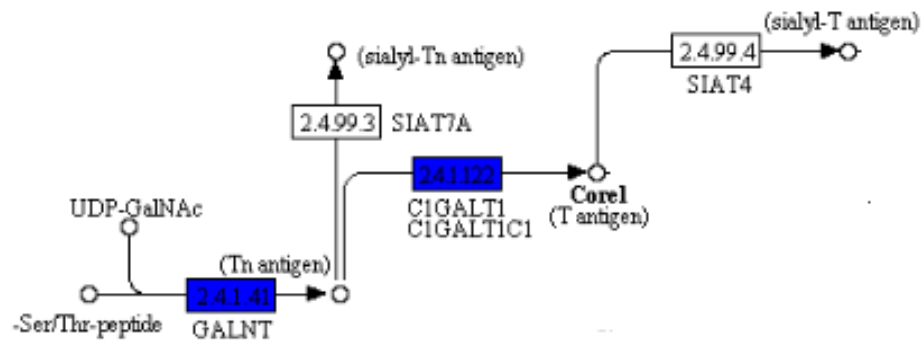 (sialyl-T antigen)
2.4.99.4
SIAT4
(sialyl-Tn antigen)
2.4.99.3 SIAT7A
2.4.1.122
C1GALT1
C1GALT1C1
Core1
(T antigen)
UDP-GalNAc
(Tn antigen)
2.4.1.41
GALNT
-Ser/Thr-peptide